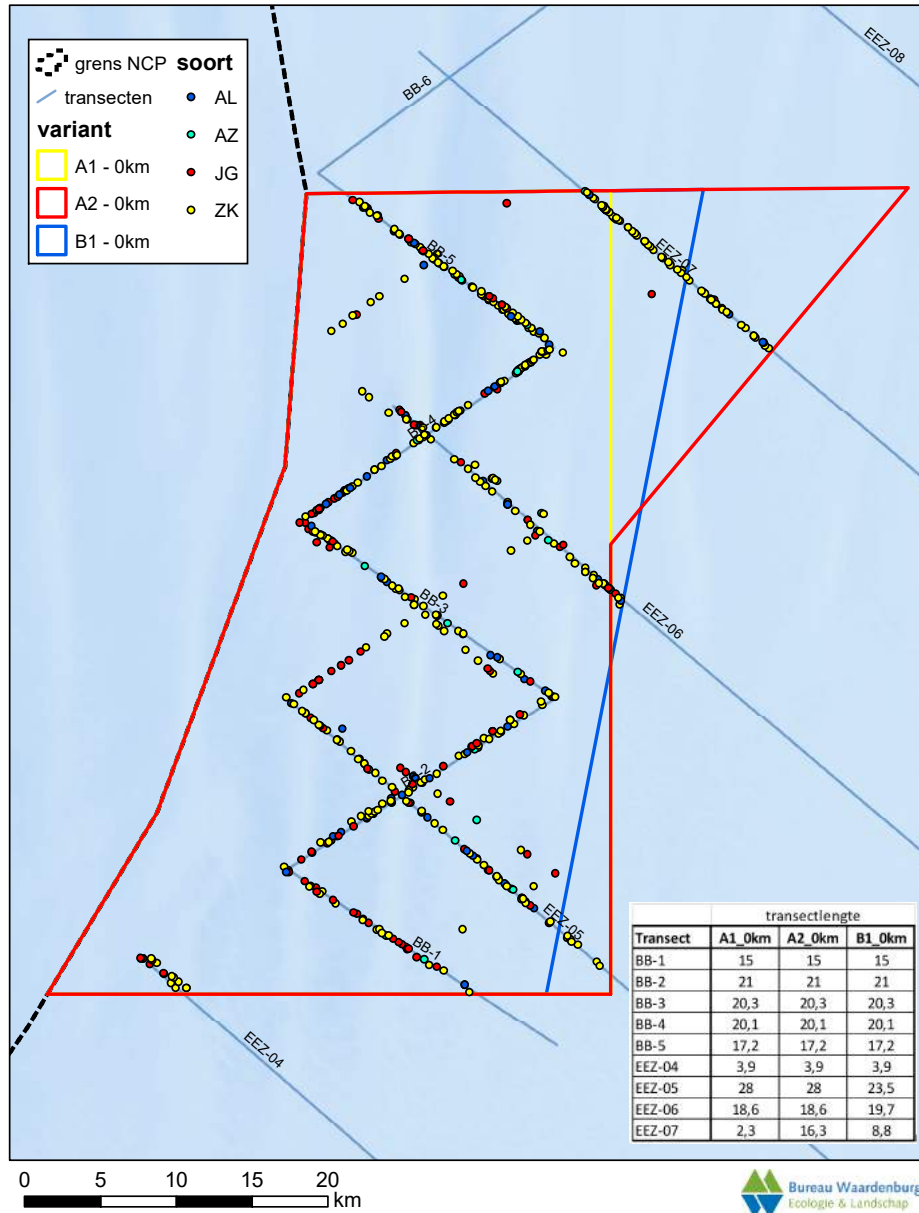 EEZ-08
BB-6
grens NCP
transecten
variant
A1 - 0km
A2 - 0km
B1 - 0km
soort
AL
AZ
JG
ZK
BB-5
EEZ-07
BB-3
EEZ-06
EEZ-05
BB-1
EEZ-04
transectlengte
Transect A1_0km A2_0km B1_0km
BB-1 15 15 15
BB-2 21 21 21
BB-3 20,3 20,3 20,3
BB-4 20,1 20,1 20,1
BB-5 17,2 17,2 17,2
EEZ-04 3,9 3,9 3,9
EEZ-05 28 28 23,5
EEZ-06 18,6 18,6 19,7
EEZ-07 2,3 16,3 8,8
0 5 10 15 20
km
Bureau Waardenburg
Ecologie & Landschap